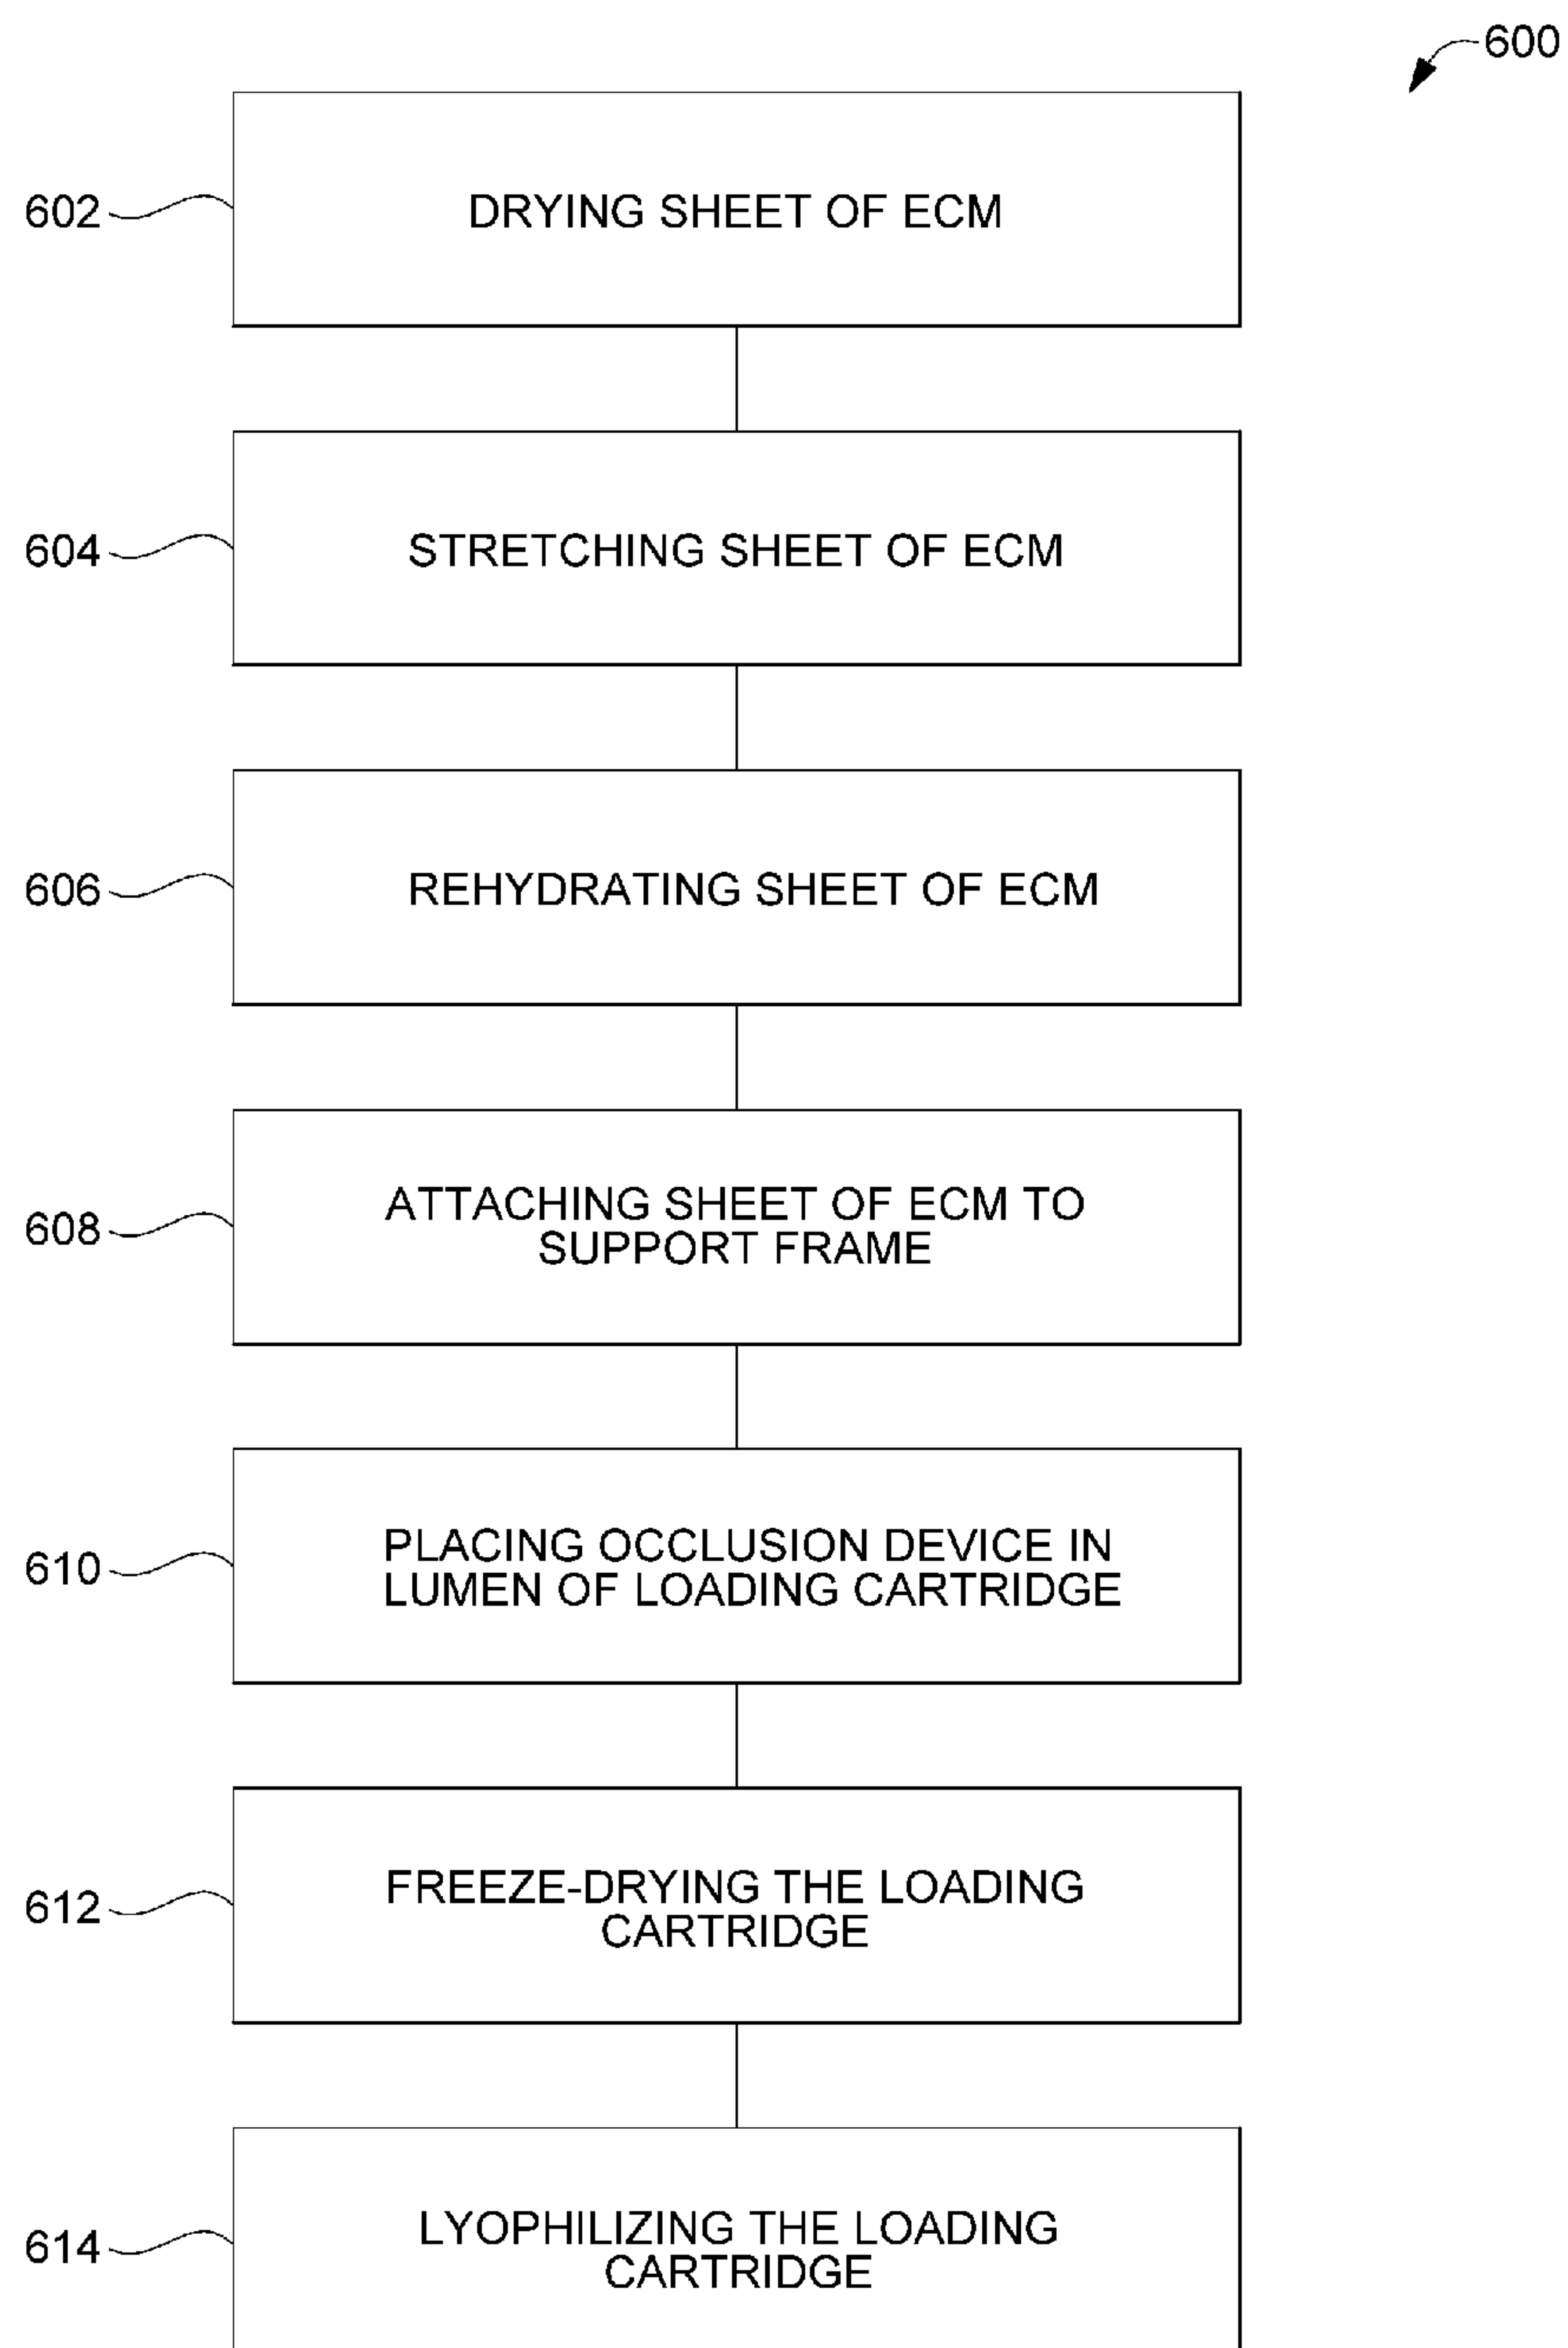 600
602
DRYING SHEET OF ECM
604
STRETCHING SHEET OF ECM
606
REHYDRATING SHEET OF ECM
608
ATTACHING SHEET OF ECM TO
SUPPORT FRAME
610
PLACING OCCLUSION DEVICE IN
LUMEN OF LOADING CARTRIDGE
612
FREEZE-DRYING THE LOADING
CARTRIDGE
614
LYOPHILIZING THE LOADING
CARTRIDGE